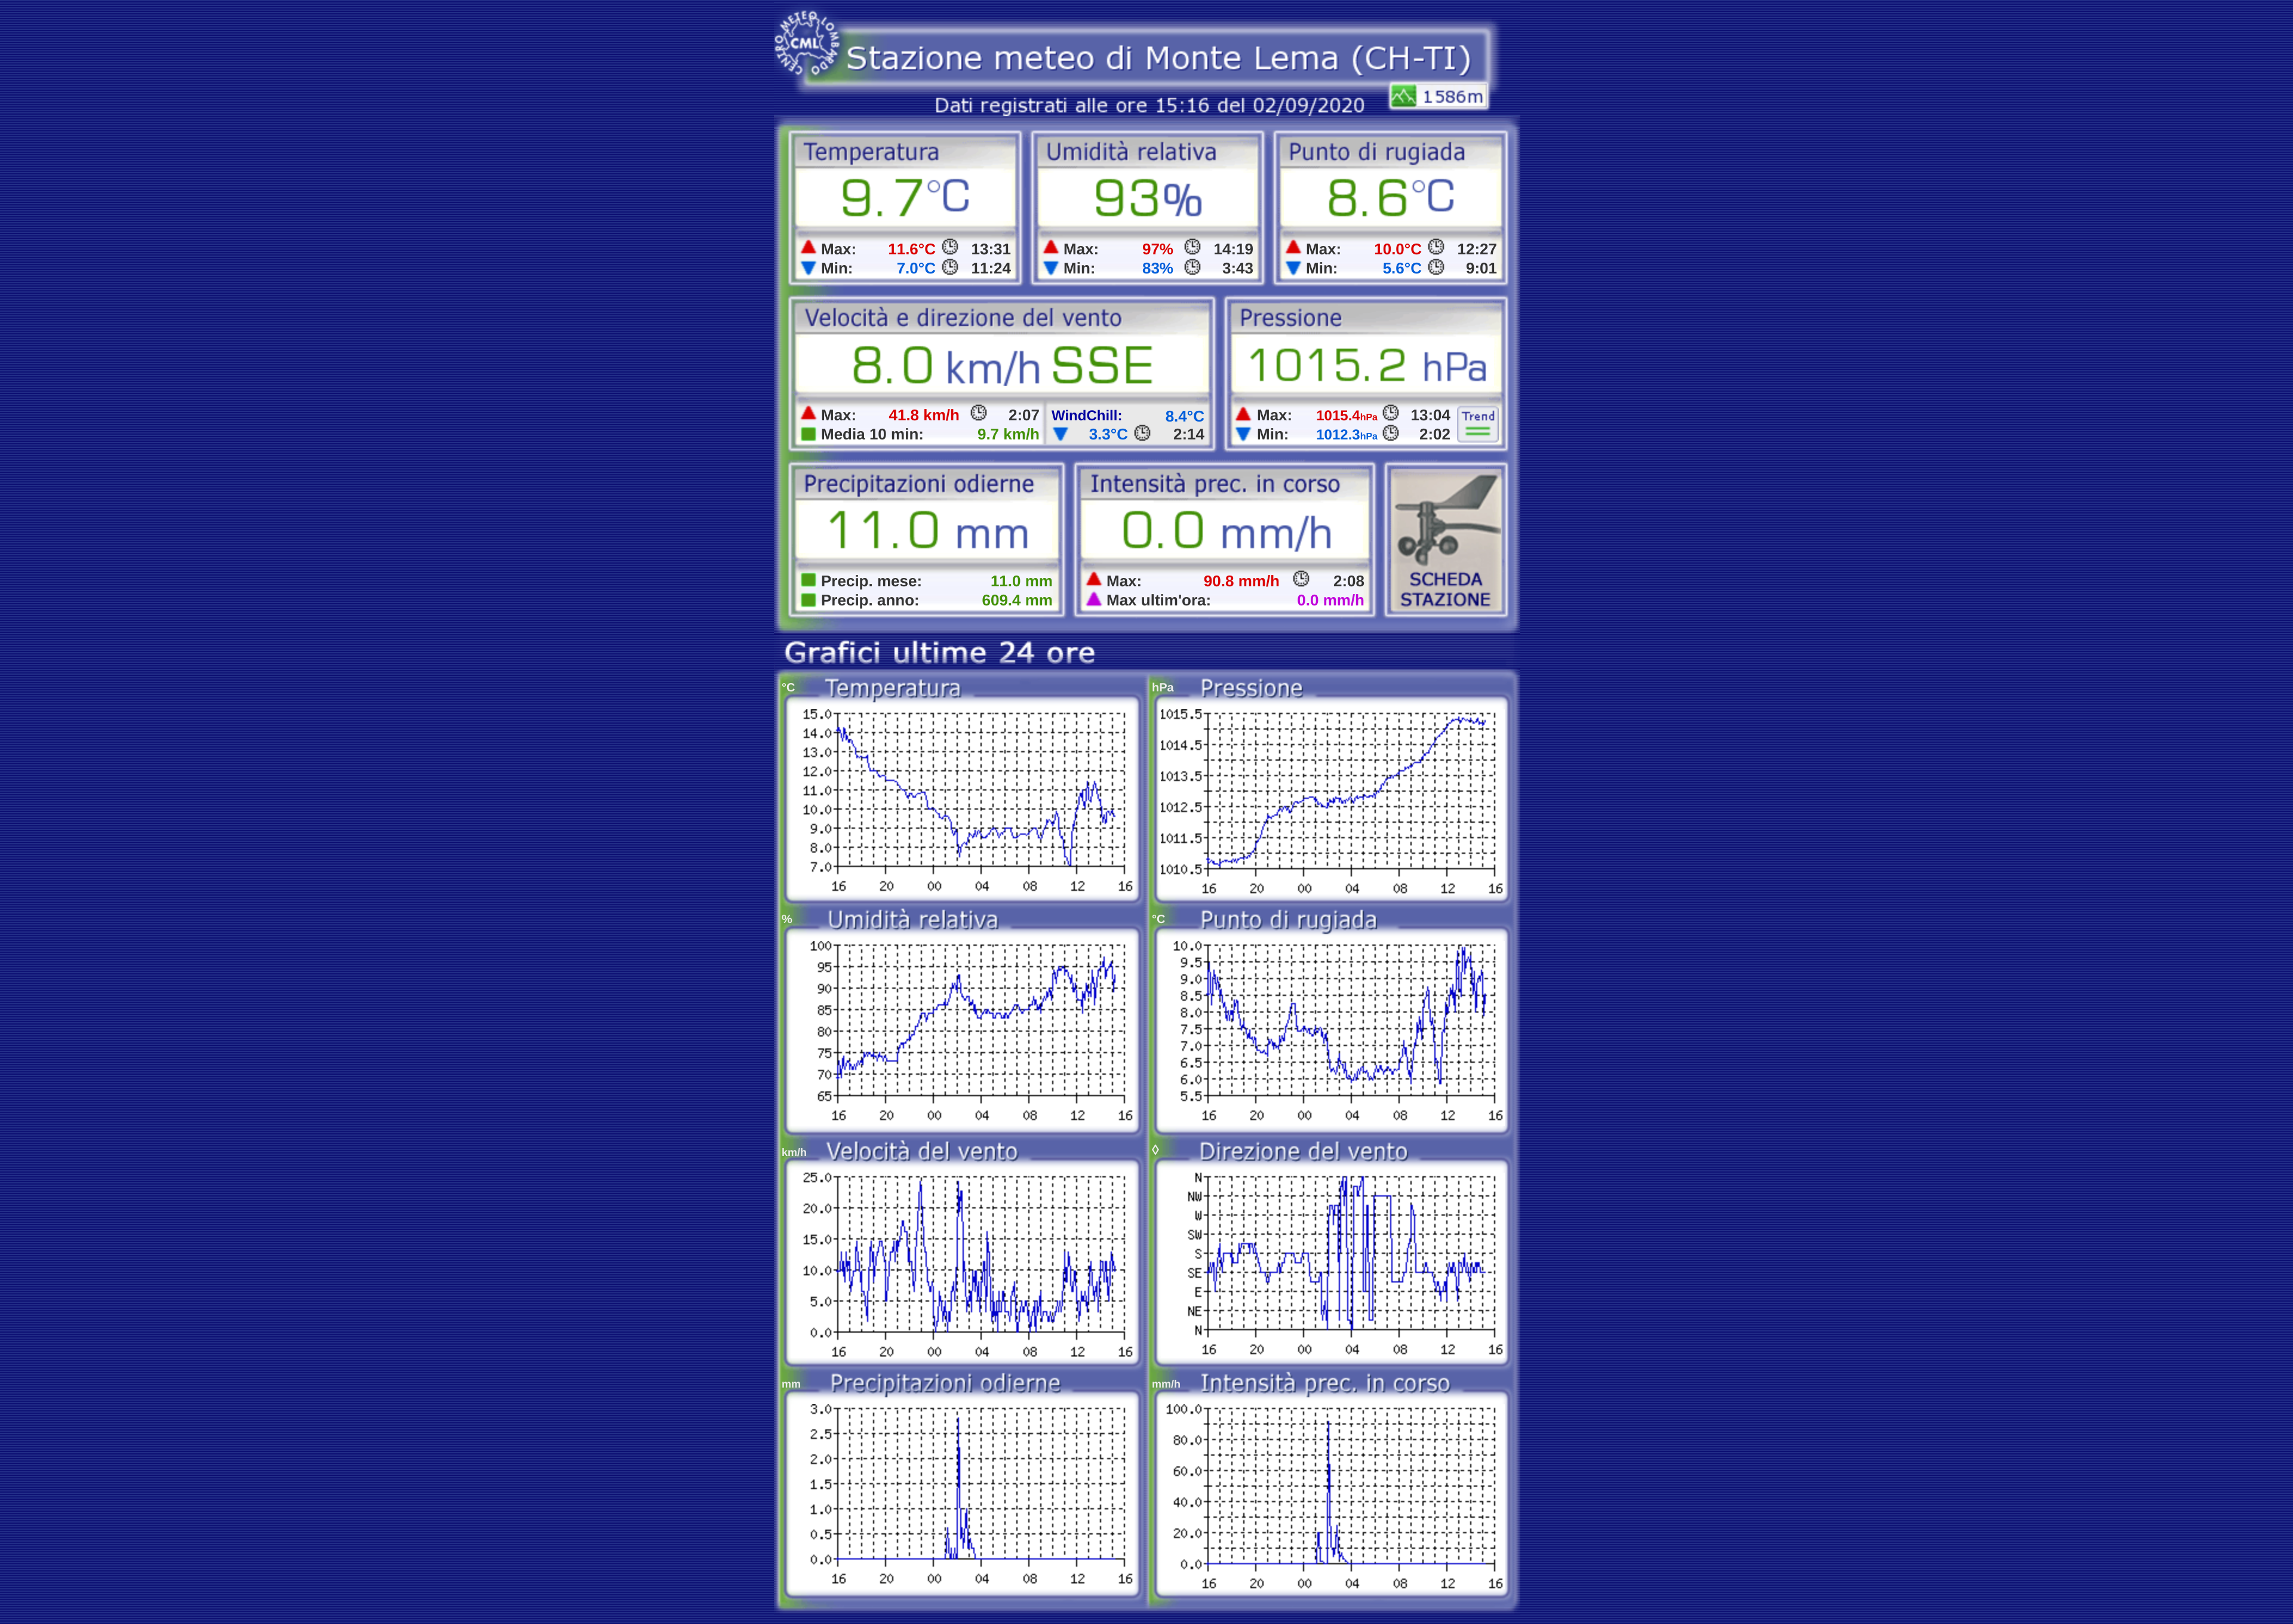 CENTRO METEO LOMBARDO
CML
Stazione meteo di Monte Lema (CH-TI)
1586m
Dati registrati alle ore 15:16 del 02/09/2020
Temperatura Umidità relativa Punto di rugiada
9.7°C 93% 8.6°C
Max: 11.6°C 13:31 Max: 97% 14:19 Max: 10.0°C 12:27
Min: 7.0°C 11:24 Min: 83% 3:43 Min: 5.6°C 9:01
Velocità e direzione del vento Pressione
8.0 km/h SSE 1015.2 hPa
Max: 41.8 km/h 2:07 WindChill: 8.4°C Max: 1015.4hPa 13:04 Trend
Media 10 min: 9.7 km/h 3.3°C 2:14 Min: 1012.3hPa 2:02
Precipitazioni odierne Intensità prec. in corso
11.0 mm 0.0 mm/h
Precip. mese: 11.0 mm Max: 90.8 mm/h 2:08 SCHEDA
Precip. anno: 609.4 mm Max ultim'ora: 0.0 mm/h STAZIONE
Grafici ultime 24 ore
°C Temperatura hPa Pressione
15.0 1015.5
14.0
13.0 1014.5
12.0 1013.5
11.0
10.0 1012.5
9.0 1011.5
8.0
7.0 1010.5
16 20 00 04 08 12 16 16 20 00 04 08 12 16
% Umidità relativa °C Punto di rugiada
100 10.0
95 9.5
90 9.0
85 8.5
80 8.0
75 7.5
70 7.0
65 6.5
6.0
5.5
16 20 00 04 08 12 16 16 20 00 04 08 12 16
km/h Velocità del vento ◊ Direzione del vento
25.0 N
20.0 NW
15.0 W
10.0 SW
5.0 S
0.0 SE
E
NE
N
16 20 00 04 08 12 16 16 20 00 04 08 12 16
mm Precipitazioni odierne mm/h Intensità prec. in corso
3.0 100.0
2.5 80.0
2.0 60.0
1.5 40.0
1.0 20.0
0.5 0.0
0.0
16 20 00 04 08 12 16 16 20 00 04 08 12 16